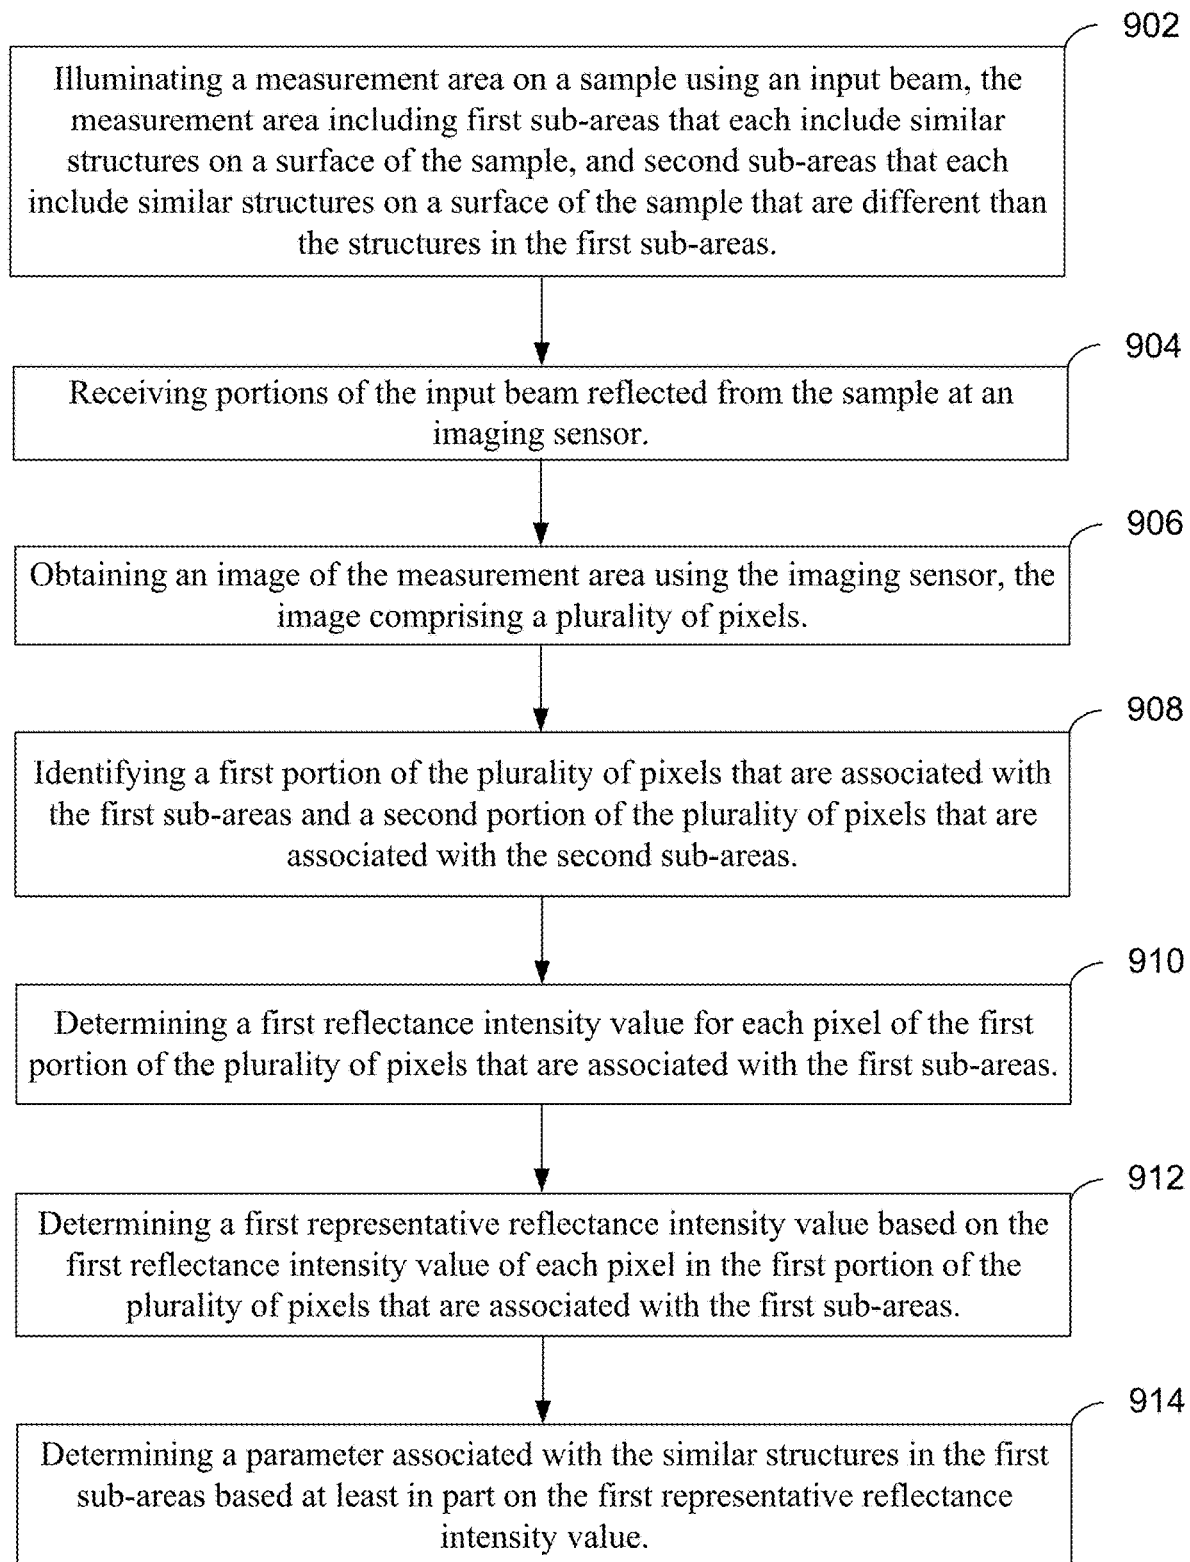 902
Illuminating a measurement area on a sample using an input beam, the
measurement area including first sub-areas that each include similar
structures on a surface of the sample, and second sub-areas that each
include similar structures on a surface of the sample that are different than
the structures in the first sub-areas.
904
Receiving portions of the input beam reflected from the sample at an
imaging sensor.
906
Obtaining an image of the measurement area using the imaging sensor, the
image comprising a plurality of pixels.
908
Identifying a first portion of the plurality of pixels that are associated with
the first sub-areas and a second portion of the plurality of pixels that are
associated with the second sub-areas.
910
Determining a first reflectance intensity value for each pixel of the first
portion of the plurality of pixels that are associated with the first sub-areas.
912
Determining a first representative reflectance intensity value based on the
first reflectance intensity value of each pixel in the first portion of the
plurality of pixels that are associated with the first sub-areas.
914
Determining a parameter associated with the similar structures in the first
sub-areas based at least in part on the first representative reflectance
intensity value.